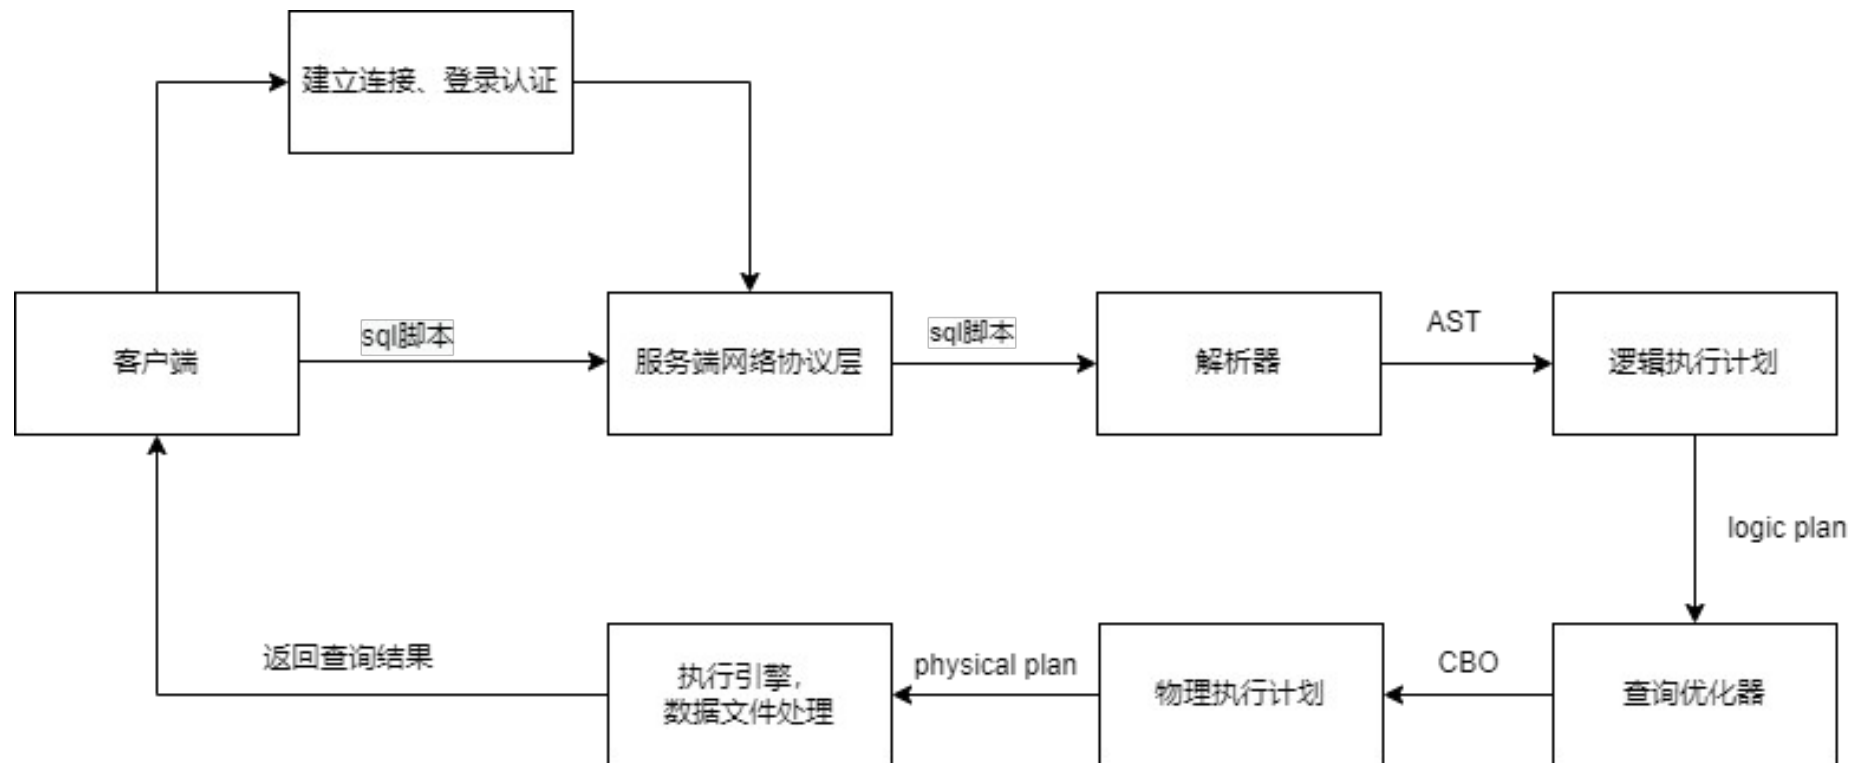 建立连接、登录认证
客户端
sql脚本
服务端网络协议层
sql脚本
解析器
AST
逻辑执行计划
logic plan
返回查询结果
执行引擎，
数据文件处理
physical plan
物理执行计划
CBO
查询优化器